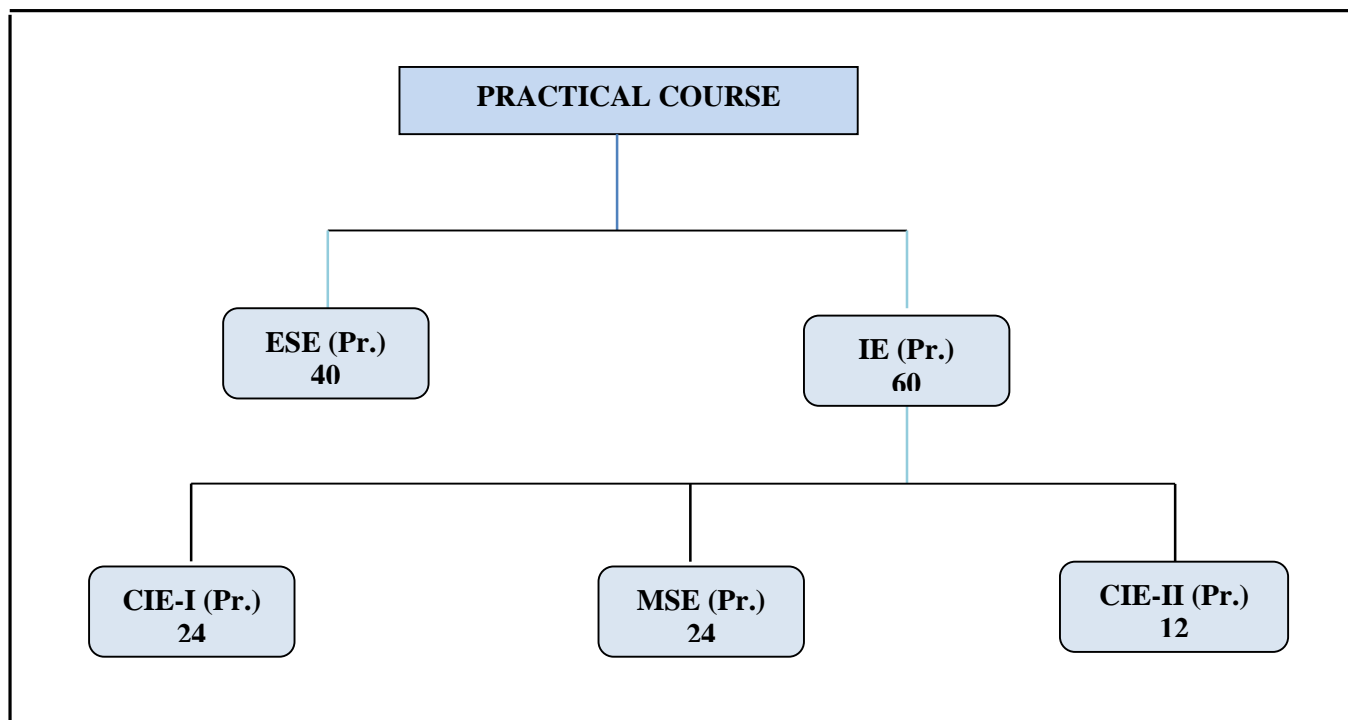 PRACTICAL COURSE
ESE (Pr.)
40
IE (Pr.)
60
CIE-I (Pr.)
24
MSE (Pr.)
24
CIE-II (Pr.)
12